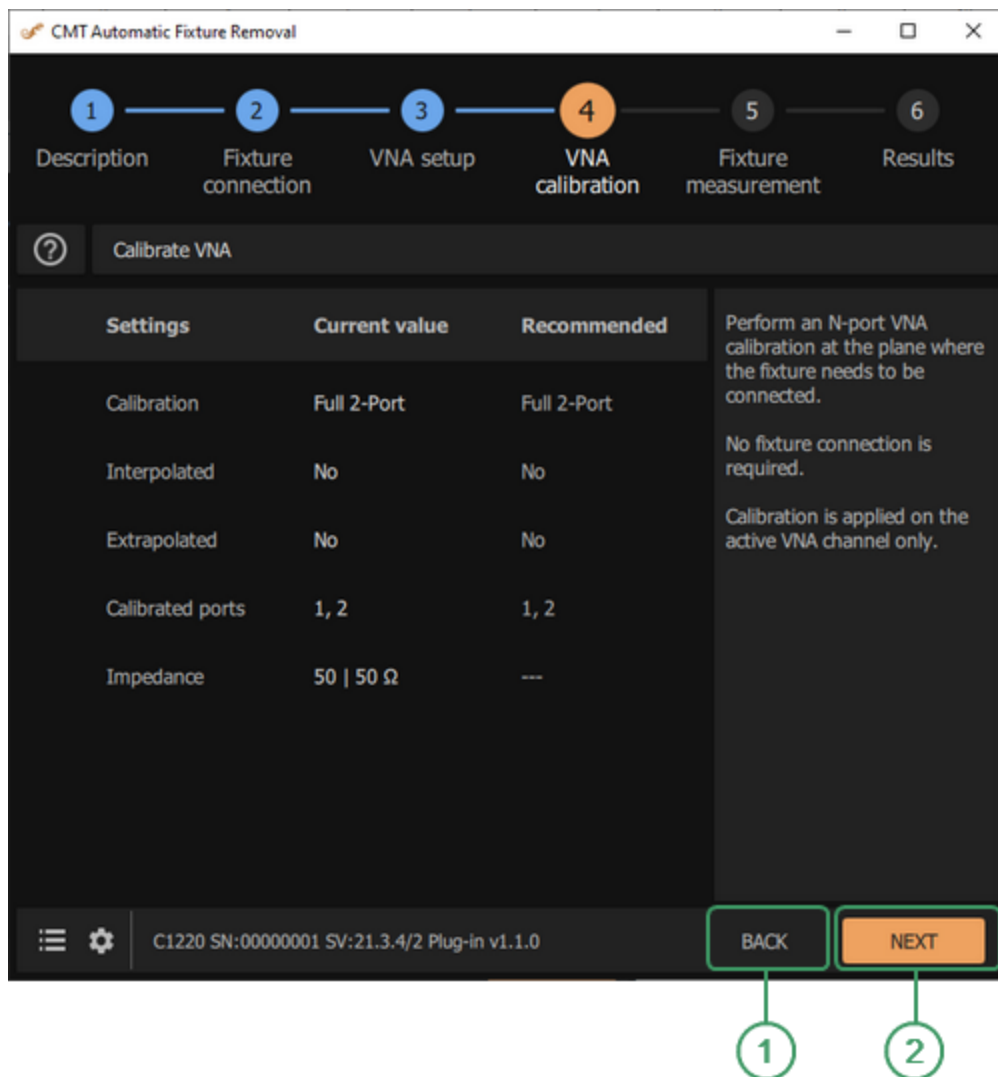 CMT Automatic Fixture Removal
1 2 3 4 5 6
Description Fixture connection VNA setup VNA calibration Fixture measurement Results
? Calibrate VNA
Settings Current value Recommended
Calibration Full 2-Port Full 2-Port
Interpolated No No
Extrapolated No No
Calibrated ports 1, 2 1, 2
Impedance 50 | 50 Ω ---
Perform an N-port VNA
calibration at the plane where
the fixture needs to be
connected.
No fixture connection is
required.
Calibration is applied on the
active VNA channel only.
C1220 SN:00000001 SV:21.3.4/2 Plug-in v1.1.0
BACK NEXT
1 2